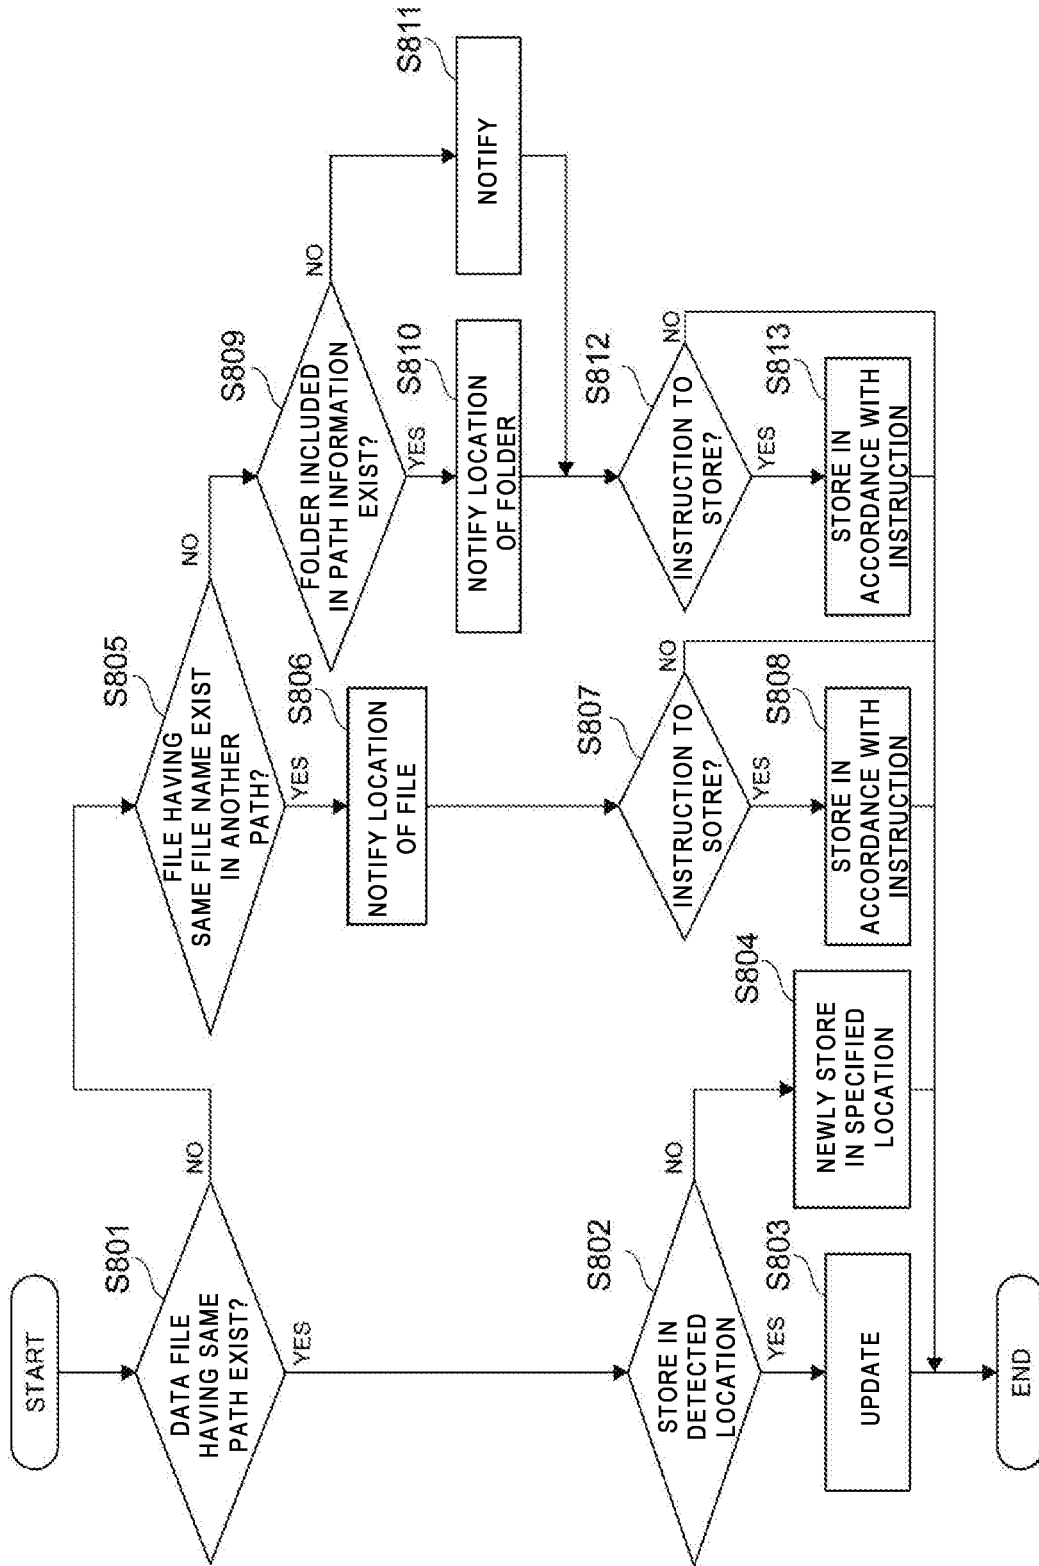 START
S801
DATA FILE
HAVING SAME
PATH EXIST?
NO
YES
S802
STORE IN
DETECTED
LOCATION
NO
YES
S803
UPDATE
S804
NEWLY STORE
IN SPECIFIED
LOCATION
END
S805
FILE HAVING
SAME FILE NAME EXIST
IN ANOTHER
PATH?
NO
YES
S806
NOTIFY LOCATION
OF FILE
S807
INSTRUCTION TO
SOTRE?
NO
YES
S808
STORE IN
ACCORDANCE WITH
INSTRUCTION
S809
FOLDER INCLUDED
IN PATH INFORMATION
EXIST?
NO
YES
S810
NOTIFY LOCATION
OF FOLDER
S811
NOTIFY
S812
INSTRUCTION TO
STORE?
NO
YES
S813
STORE IN
ACCORDANCE WITH
INSTRUCTION